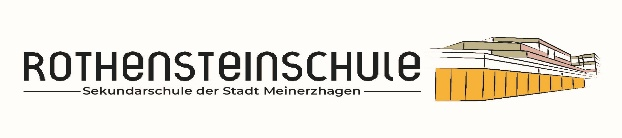 ROTHENSTEINSCHULE
Sekundarschule der Stadt Meinerzhagen